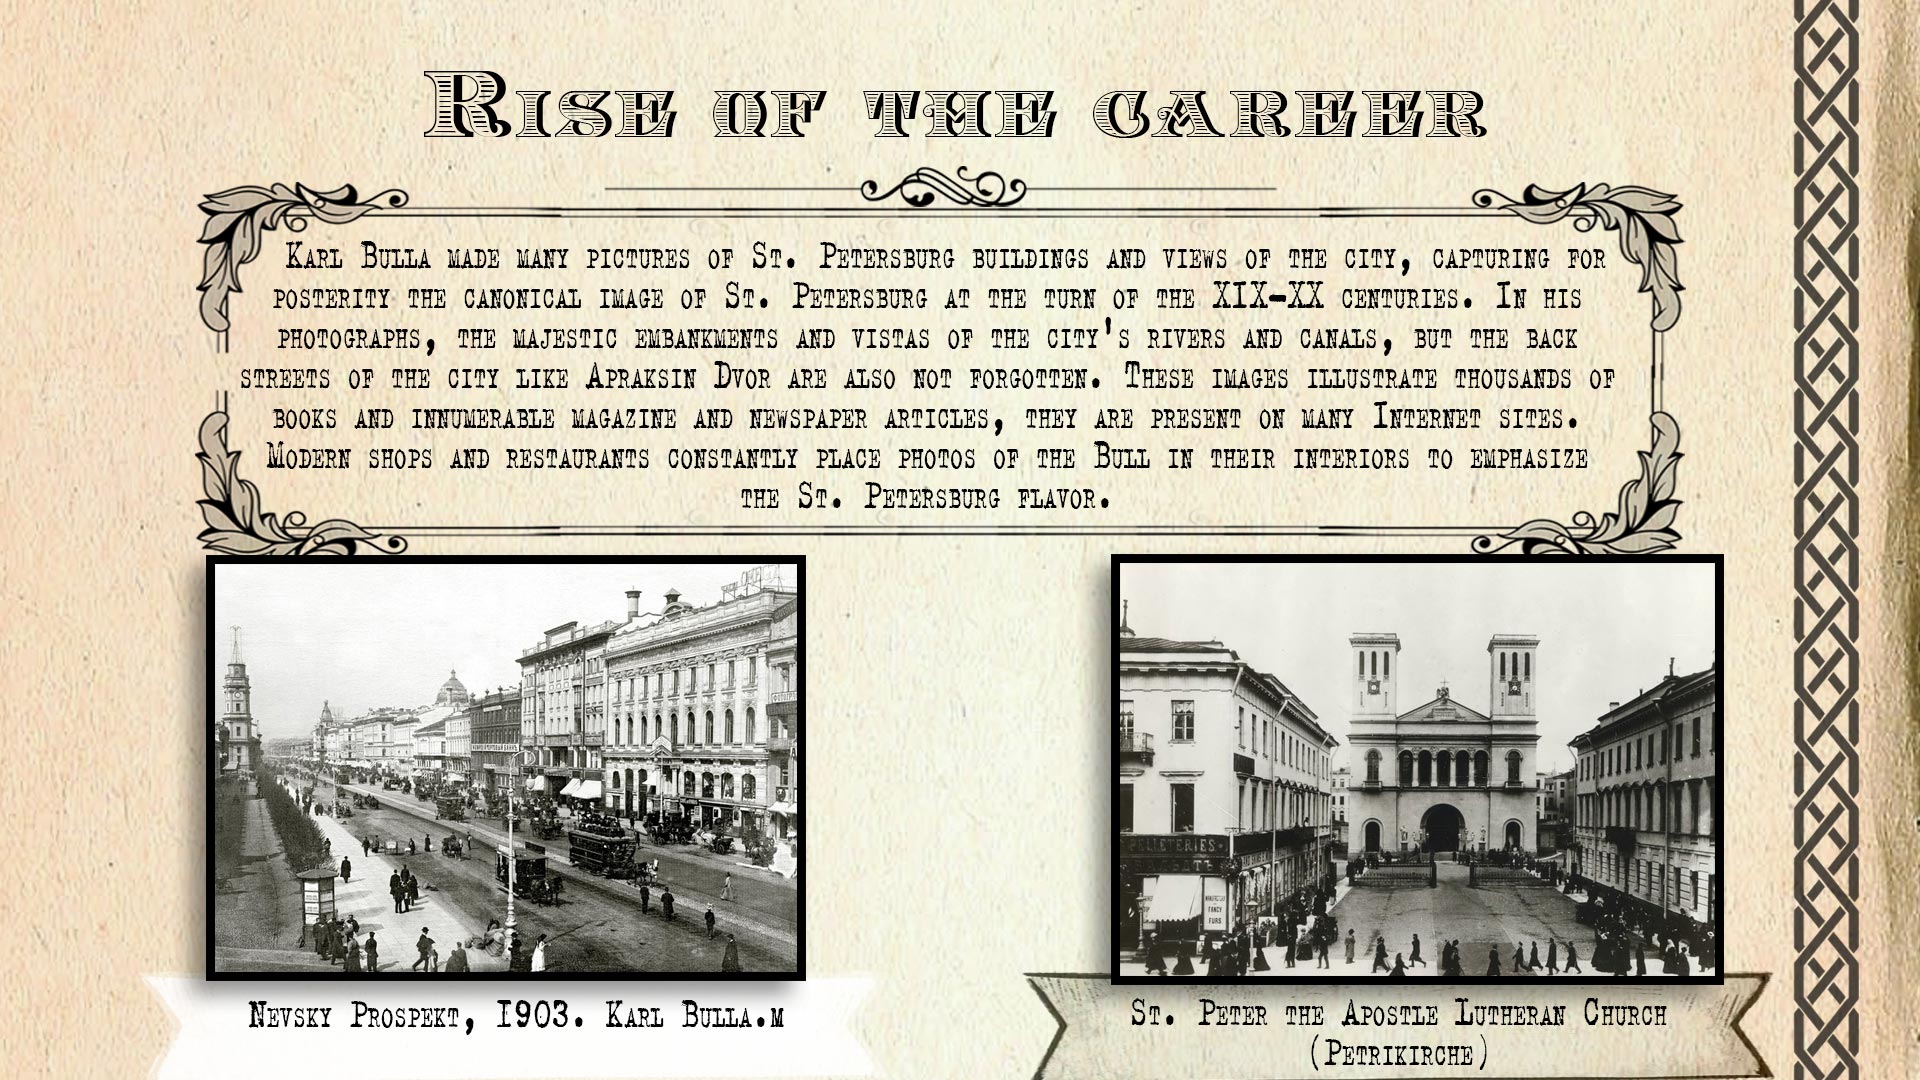 Rise of the career
Karl Bulla made many pictures of St. Petersburg buildings and views of the city, capturing for
posterity the canonical image of St. Petersburg at the turn of the XIX-XX centuries. In his
photographs, the majestic embankments and vistas of the city's rivers and canals, but the back
streets of the city like Apraksin Dvor are also not forgotten. These images illustrate thousands of
books and innumerable magazine and newspaper articles, they are present on many Internet sites.
Modern shops and restaurants constantly place photos of the Bull in their interiors to emphasize
the St. Petersburg flavor.
PELLETERIES
FANCY
FURS
Nevsky Prospekt, 1903. Karl Bulla.m
St. Peter the Apostle Lutheran Church
(Petrikirche)